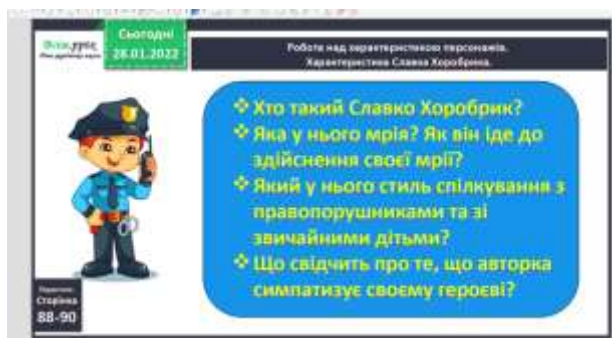 Сьогодні
28.01.2022
Робота над характеристикою персонажів.
Характеристика Славка Хоробрика.
❖ Хто такий Славко Хоробрик?
❖ Яка у нього мрія? Як він іде до
здійснення своєї мрії?
❖ Який у нього стиль спілкування з
правопорушниками та зі
звичайними дітьми?
❖ Що свідчить про те, що авторка
симпатизує своєму героєві?
Сторінка
88-90